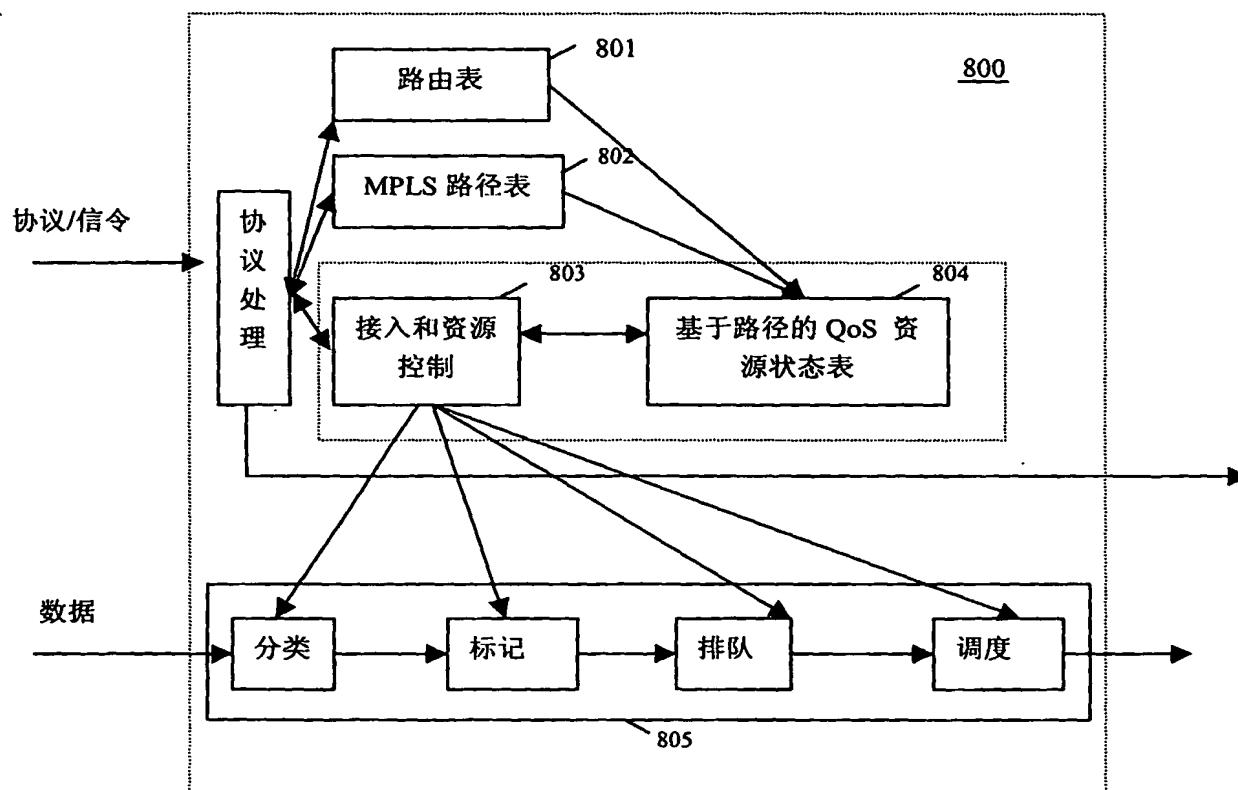 801
路由表
800
802
MPLS 路径表
协议/信令
协
议
处
理
803
804
接入和资源
控制
基于路径的 QoS 资
源状态表
数据
分类
标记
排队
调度
805